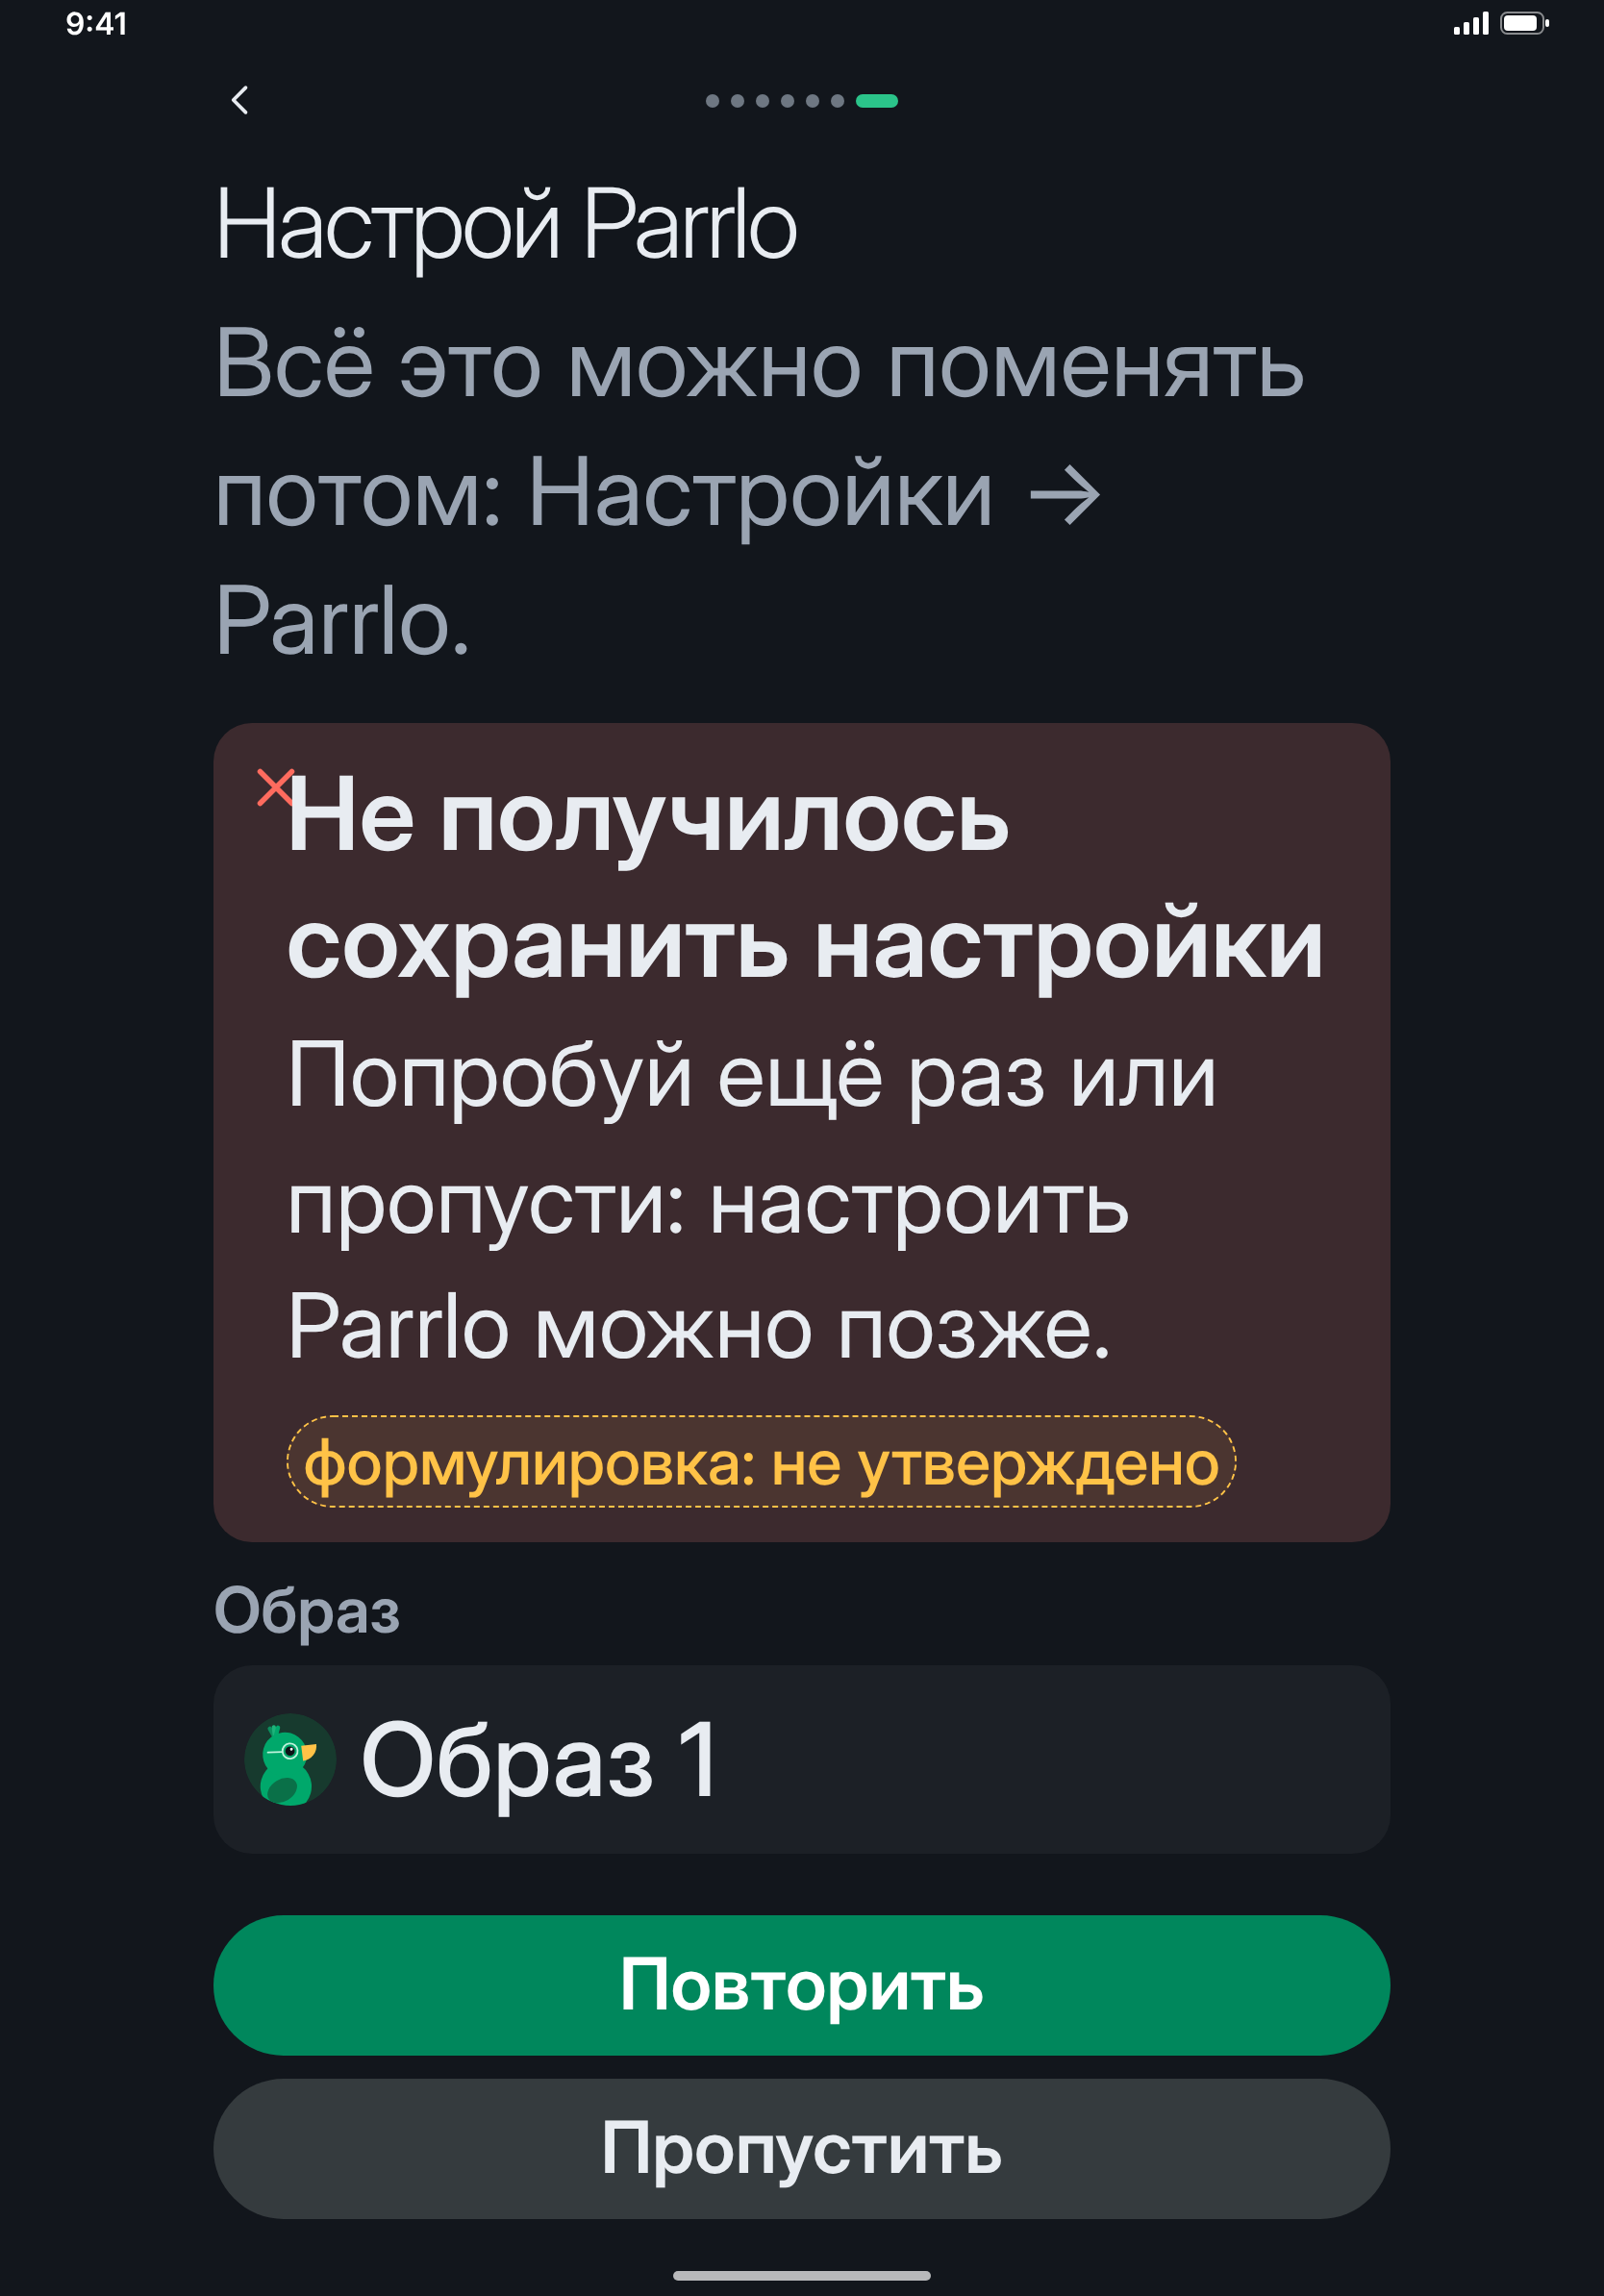 9:41
Настрой Parrlo
Всё это можно поменять
потом: Настройки →
Parrlo.
Не получилось
сохранить настройки
Попробуй ещё раз или
пропусти: настроить
Parrlo можно позже.
формулировка: не утверждено
Образ
Образ 1
Повторить
Пропустить